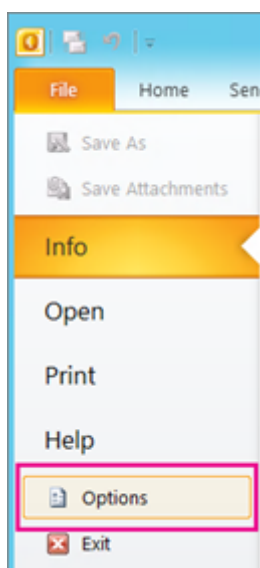 File Home Sen
Save As
Save Attachments
Info
Open
Print
Help
Options
Exit